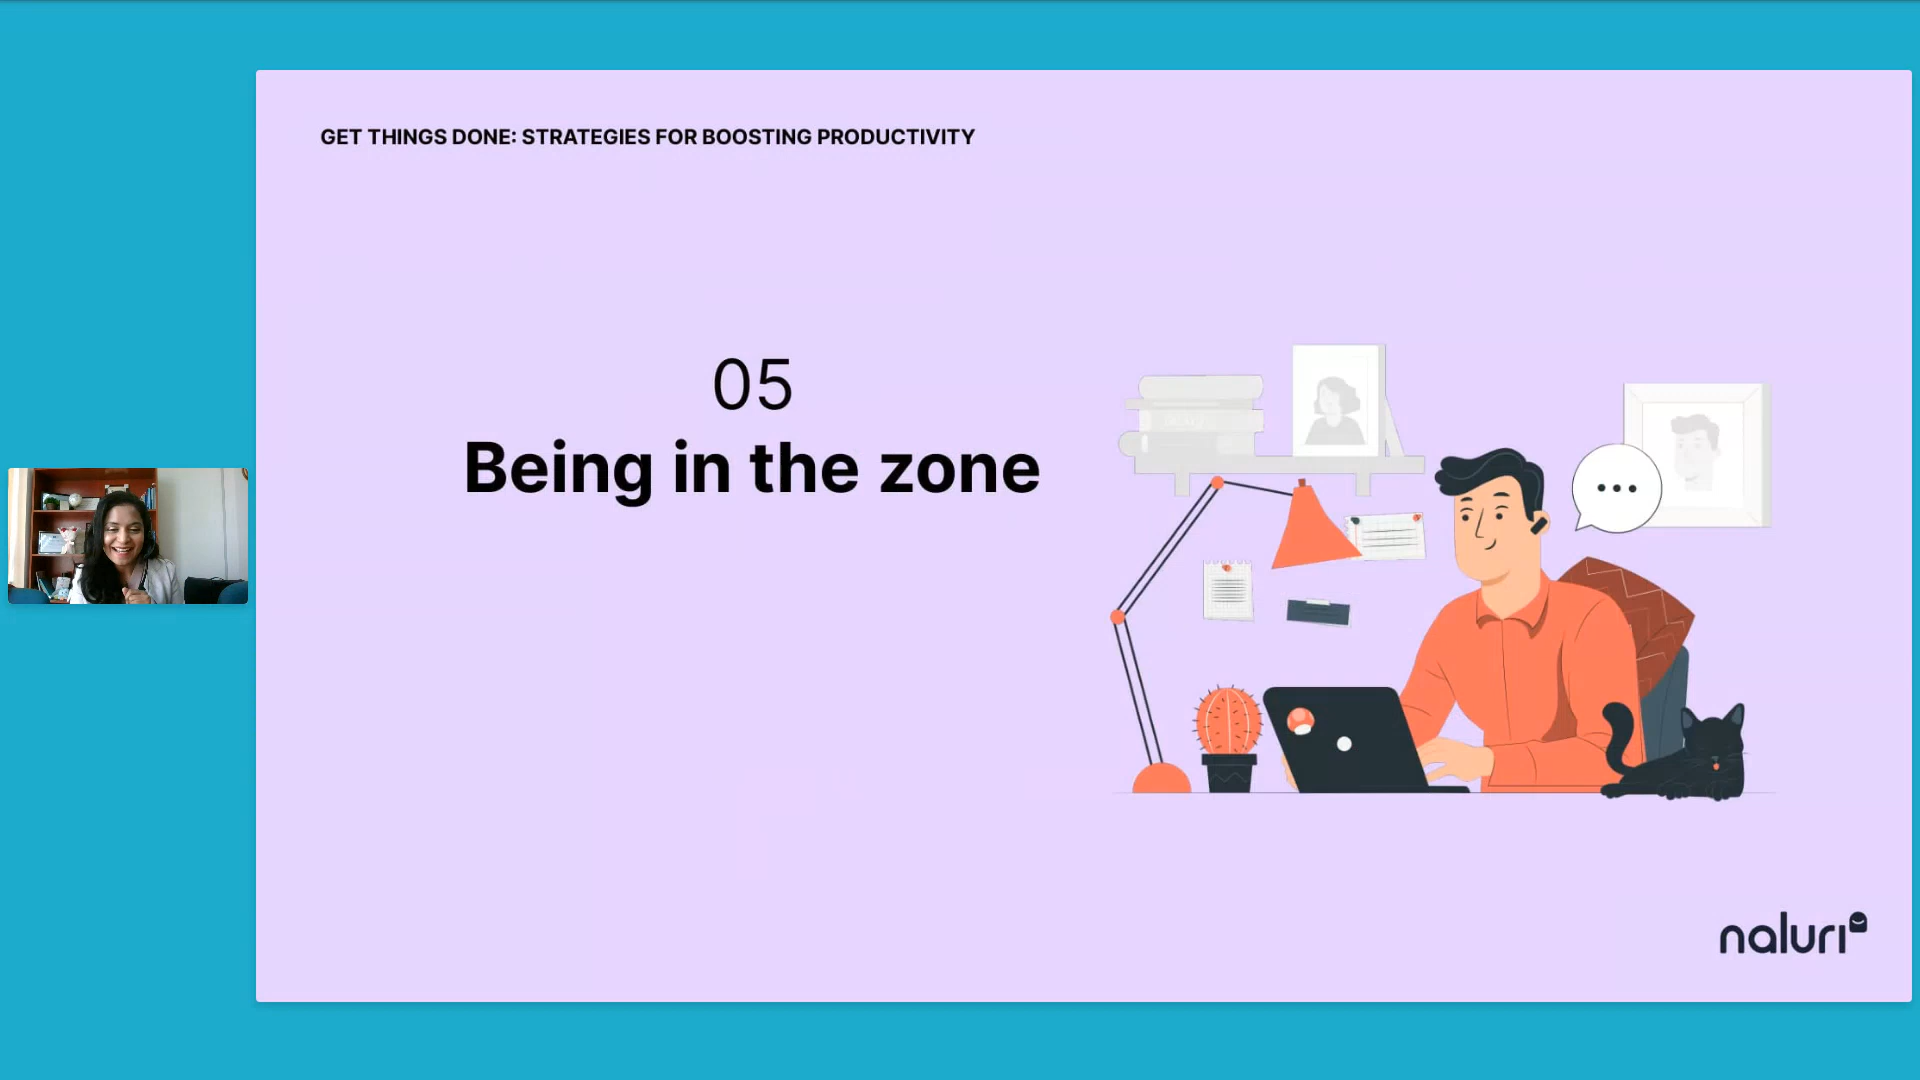 GET THINGS DONE: STRATEGIES FOR BOOSTING PRODUCTIVITY
05
Being in the zone
naluri